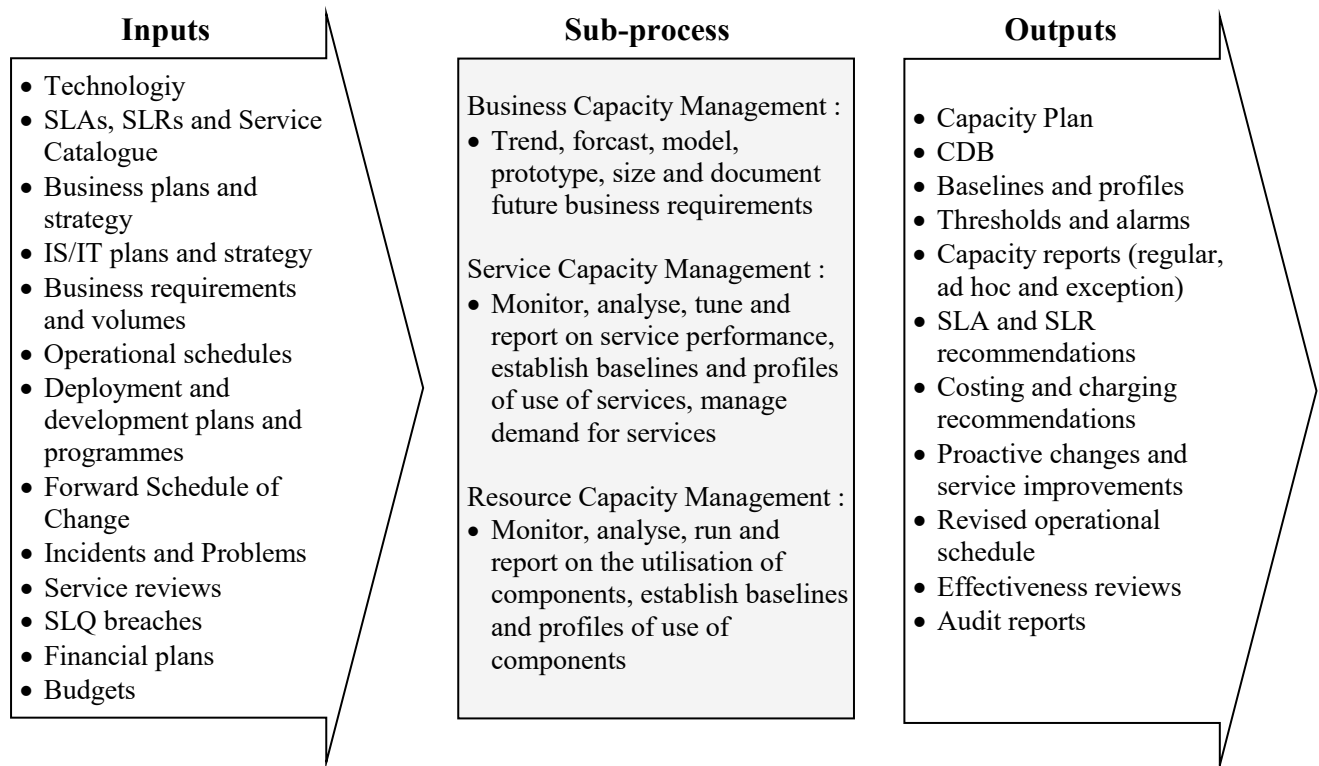 Inputs
• Technologiy
• SLAs, SLRs and Service
Catalogue
• Business plans and
strategy
• IS/IT plans and strategy
• Business requirements
and volumes
• Operational schedules
• Deployment and
development plans and
programmes
• Forward Schedule of
Change
• Incidents and Problems
• Service reviews
• SLQ breaches
• Financial plans
• Budgets
Sub-process
Business Capacity Management :
• Trend, forcast, model,
prototype, size and document
future business requirements
Service Capacity Management :
• Monitor, analyse, tune and
report on service performance,
establish baselines and profiles
of use of services, manage
demand for services
Resource Capacity Management :
• Monitor, analyse, run and
report on the utilisation of
components, establish baselines
and profiles of use of
components
Outputs
• Capacity Plan
• CDB
• Baselines and profiles
• Thresholds and alarms
• Capacity reports (regular,
ad hoc and exception)
• SLA and SLR
recommendations
• Costing and charging
recommendations
• Proactive changes and
service improvements
• Revised operational
schedule
• Effectiveness reviews
• Audit reports